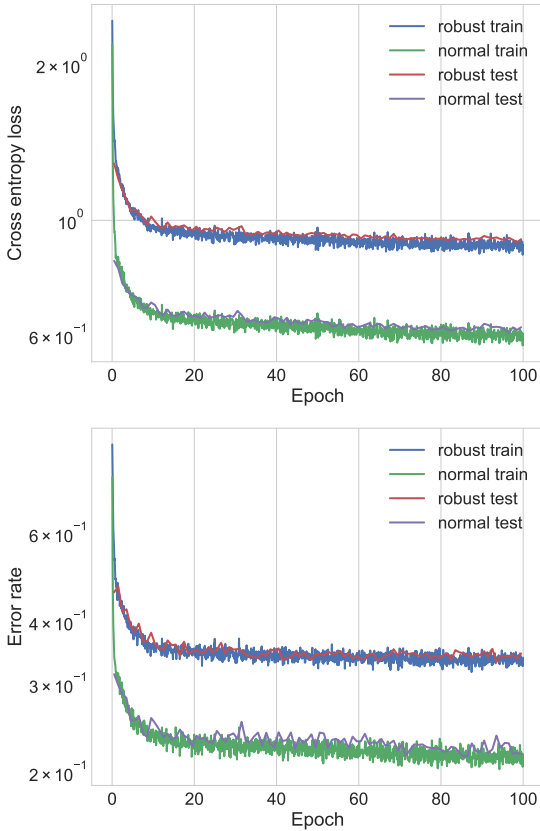 robust train
normal train
robust test
normal test
2 × 10⁰
10⁰
6 × 10⁻¹
Cross entropy loss
0 20 40 60 80 100
Epoch
robust train
normal train
robust test
normal test
6 × 10⁻¹
4 × 10⁻¹
3 × 10⁻¹
2 × 10⁻¹
Error rate
0 20 40 60 80 100
Epoch